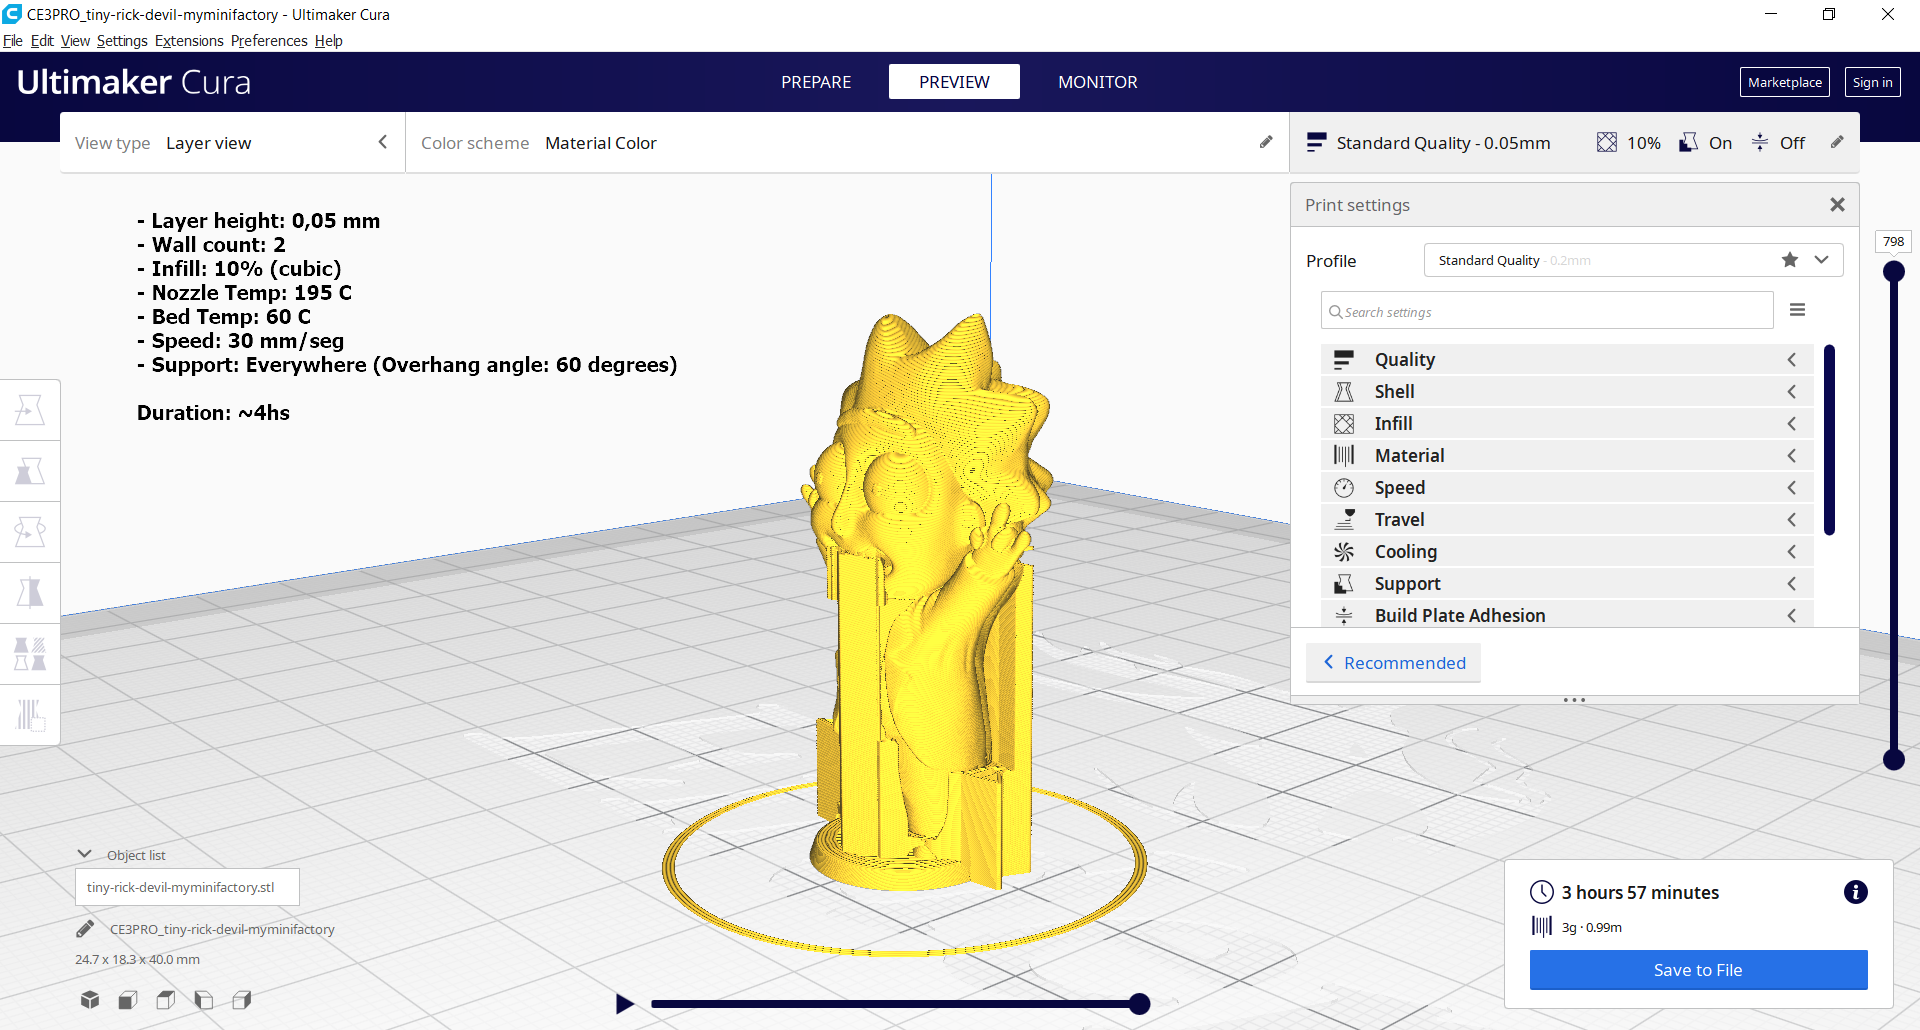 CE3PRO_tiny-rick-devil-myminifactory - Ultimaker Cura
File Edit View Settings Extensions Preferences Help
Ultimaker Cura
PREPARE
PREVIEW
MONITOR
Marketplace
Sign in
View type Layer view
Color scheme Material Color
Standard Quality - 0.05mm
10%
On
Off
- Layer height: 0,05 mm
- Wall count: 2
- Infill: 10% (cubic)
- Nozzle Temp: 195 C
- Bed Temp: 60 C
- Speed: 30 mm/seg
- Support: Everywhere (Overhang angle: 60 degrees)
Duration: ~4hs
Print settings
Profile
Standard Quality - 0.2mm
Search settings
Quality
Shell
Infill
Material
Speed
Travel
Cooling
Support
Build Plate Adhesion
Recommended
798
Object list
tiny-rick-devil-myminifactory.stl
CE3PRO_tiny-rick-devil-myminifactory
24.7 x 18.3 x 40.0 mm
3 hours 57 minutes
3g · 0.99m
Save to File